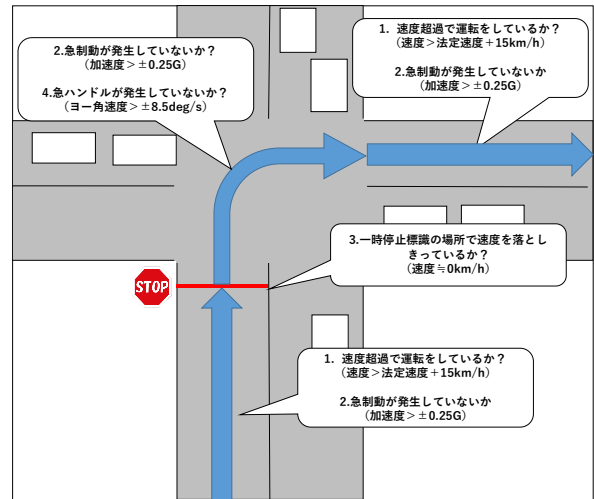 1. 速度超過で運転をしているか？
（速度＞法定速度＋15km/h）
2.急制動が発生していないか
（加速度＞±0.25G）
2.急制動が発生していないか？
（加速度＞±0.25G）
4.急ハンドルが発生していないか？
（ヨー角速度＞±8.5deg/s）
3.一時停止標識の場所で速度を落とし
きっているか？
（速度≒0km/h）
STOP
1. 速度超過で運転をしているか？
（速度＞法定速度＋15km/h）
2.急制動が発生していないか
（加速度＞±0.25G）